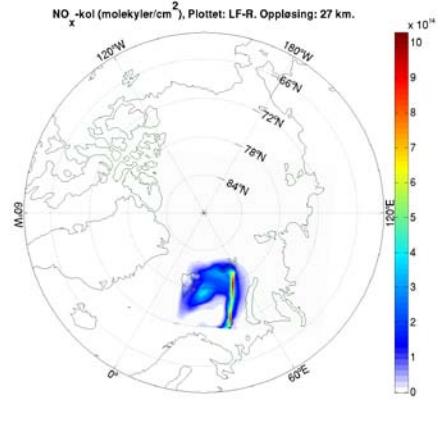 NOx-kol (molekyler/cm2), Plottet: LF-R. Oppløsing: 27 km.
x 10^14
120°W
180°W
66°N
72°N
78°N
84°N
60°W
120°E
0°
60°E
10
9
8
7
6
5
4
3
2
1
0